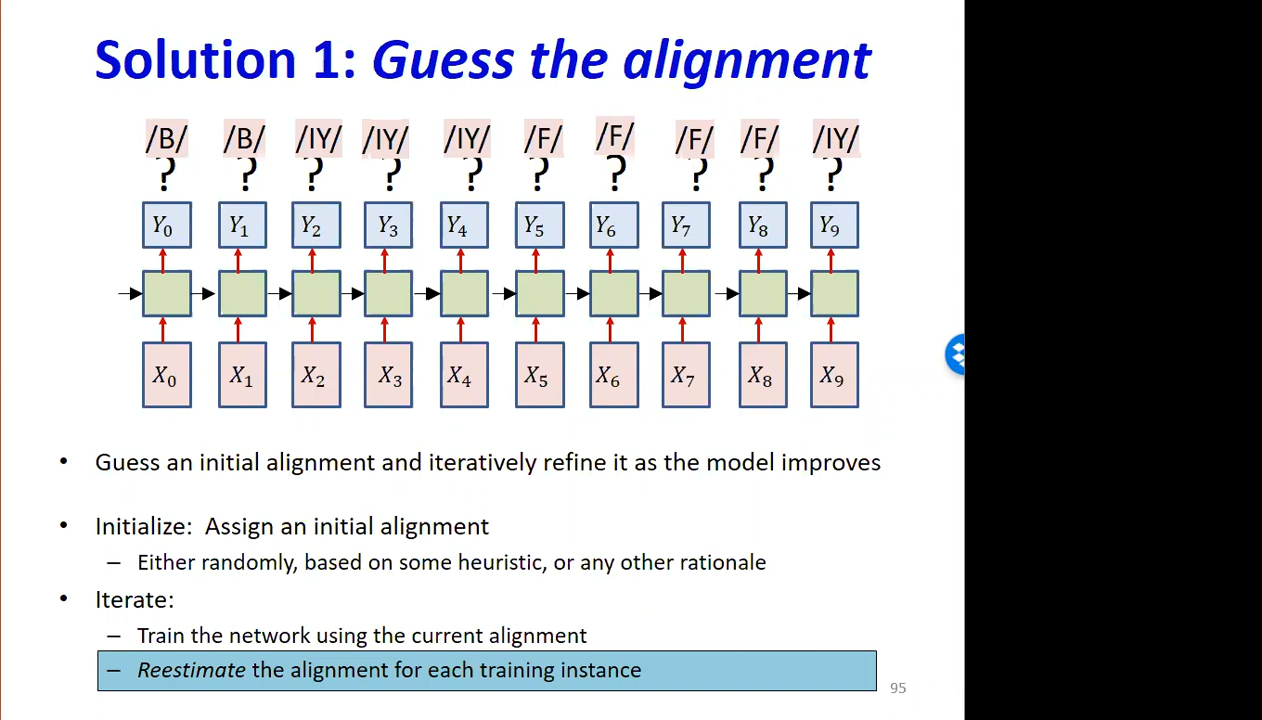 Solution 1: Guess the alignment
/B/ /B/ /IY/ /IY/ /IY/ /F/ /F/ /F/ /F/ /IY/
? ? ? ? ? ? ? ? ? ?
Y₀ Y₁ Y₂ Y₃ Y₄ Y₅ Y₆ Y₇ Y₈ Y₉
X₀ X₁ X₂ X₃ X₄ X₅ X₆ X₇ X₈ X₉
• Guess an initial alignment and iteratively refine it as the model improves
• Initialize: Assign an initial alignment
– Either randomly, based on some heuristic, or any other rationale
• Iterate:
– Train the network using the current alignment
– Reestimate the alignment for each training instance
95